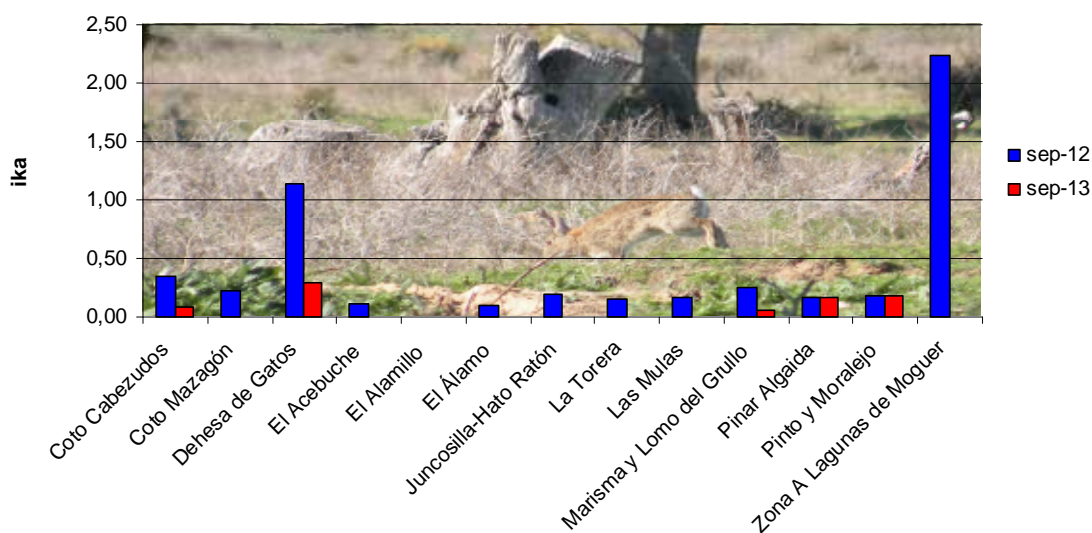 2,50
2,00
1,50
1,00
0,50
0,00
ika
Coto Cabezudos
Coto Mazagón
Dehesa de Gatos
El Acebuche
El Alamillo
El Álamo
Juncosilla-Hato Ratón
La Torera
Las Mulas
Marisma y Lomo del Grullo
Pinar Algaida
Pinto y Moralejo
Zona A Lagunas de Moguer
sep-12
sep-13